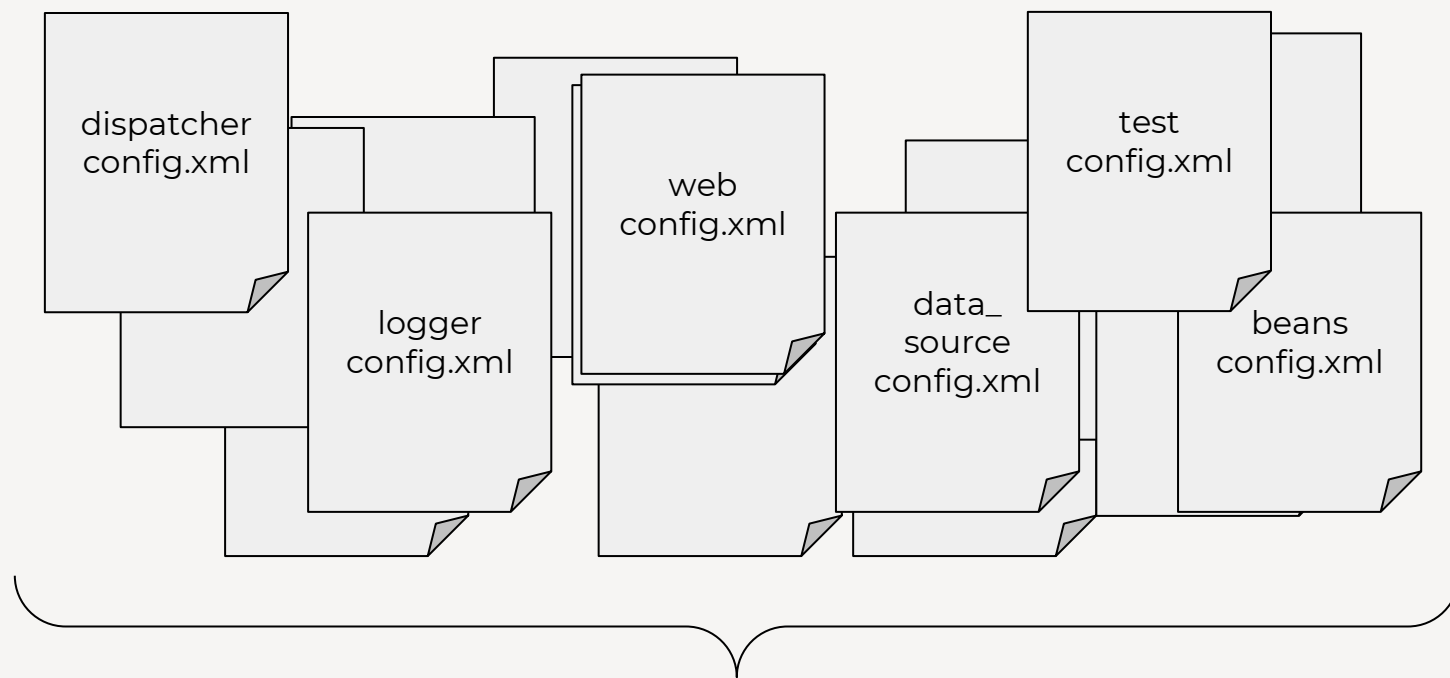 dispatcher
config.xml
logger
config.xml
web
config.xml
data_
source
config.xml
test
config.xml
beans
config.xml